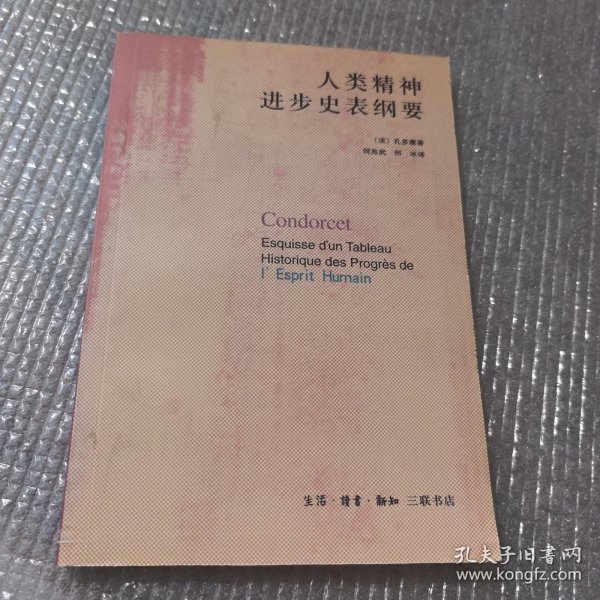 人类精神
进步史表纲要
（法）孔多塞著
何兆武 何 冰译
Condorcet
Esquisse d'un Tableau
Historique des Progrès de
l' Esprit Humain
生活·讀書·新知 三联书店
孔夫子旧书网
www.kongfz.com